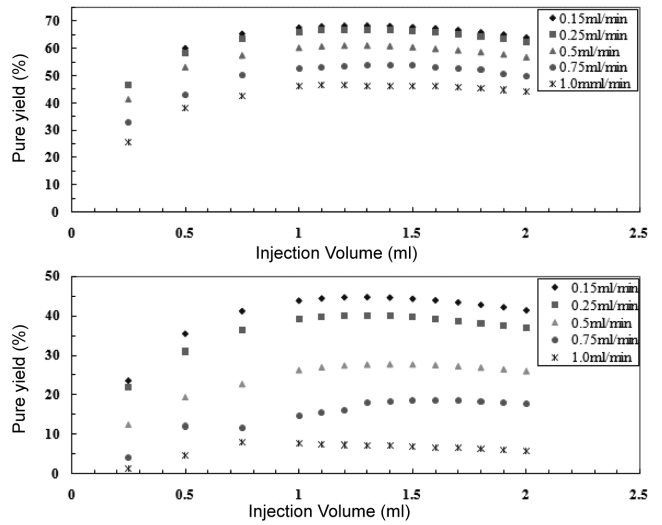 Pure yield (%)
70
60
50
40
30
20
10
0
0.15ml/min
0.25ml/min
0.5ml/min
0.75ml/min
1.0mml/min
0 0.5 1 1.5 2 2.5
Injection Volume (ml)
Pure yield (%)
50
40
30
20
10
0
0.15ml/min
0.25ml/min
0.5ml/min
0.75ml/min
1.0ml/min
0 0.5 1 1.5 2 2.5
Injection Volume (ml)